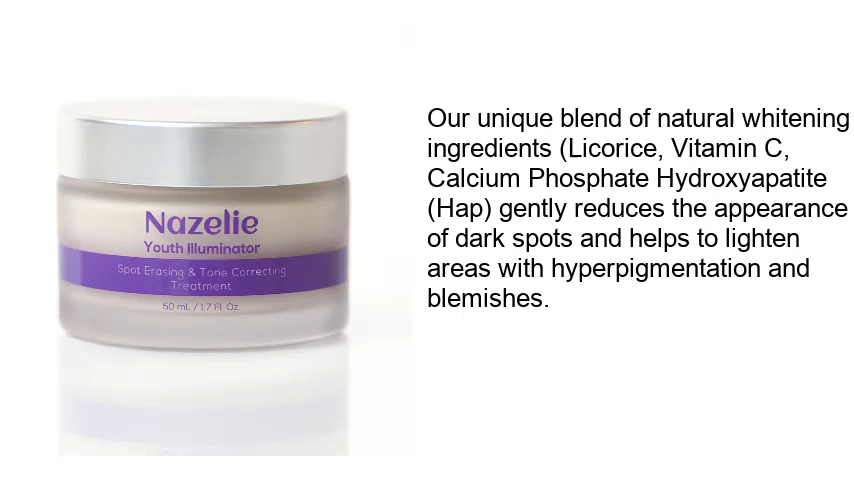 Nazelie
Youth Illuminator
Spot Erasing & Tone Correcting
Treatment
50 mL / 1.7 Fl. Oz.
Our unique blend of natural whitening
ingredients (Licorice, Vitamin C,
Calcium Phosphate Hydroxyapatite
(Hap) gently reduces the appearance
of dark spots and helps to lighten
areas with hyperpigmentation and
blemishes.